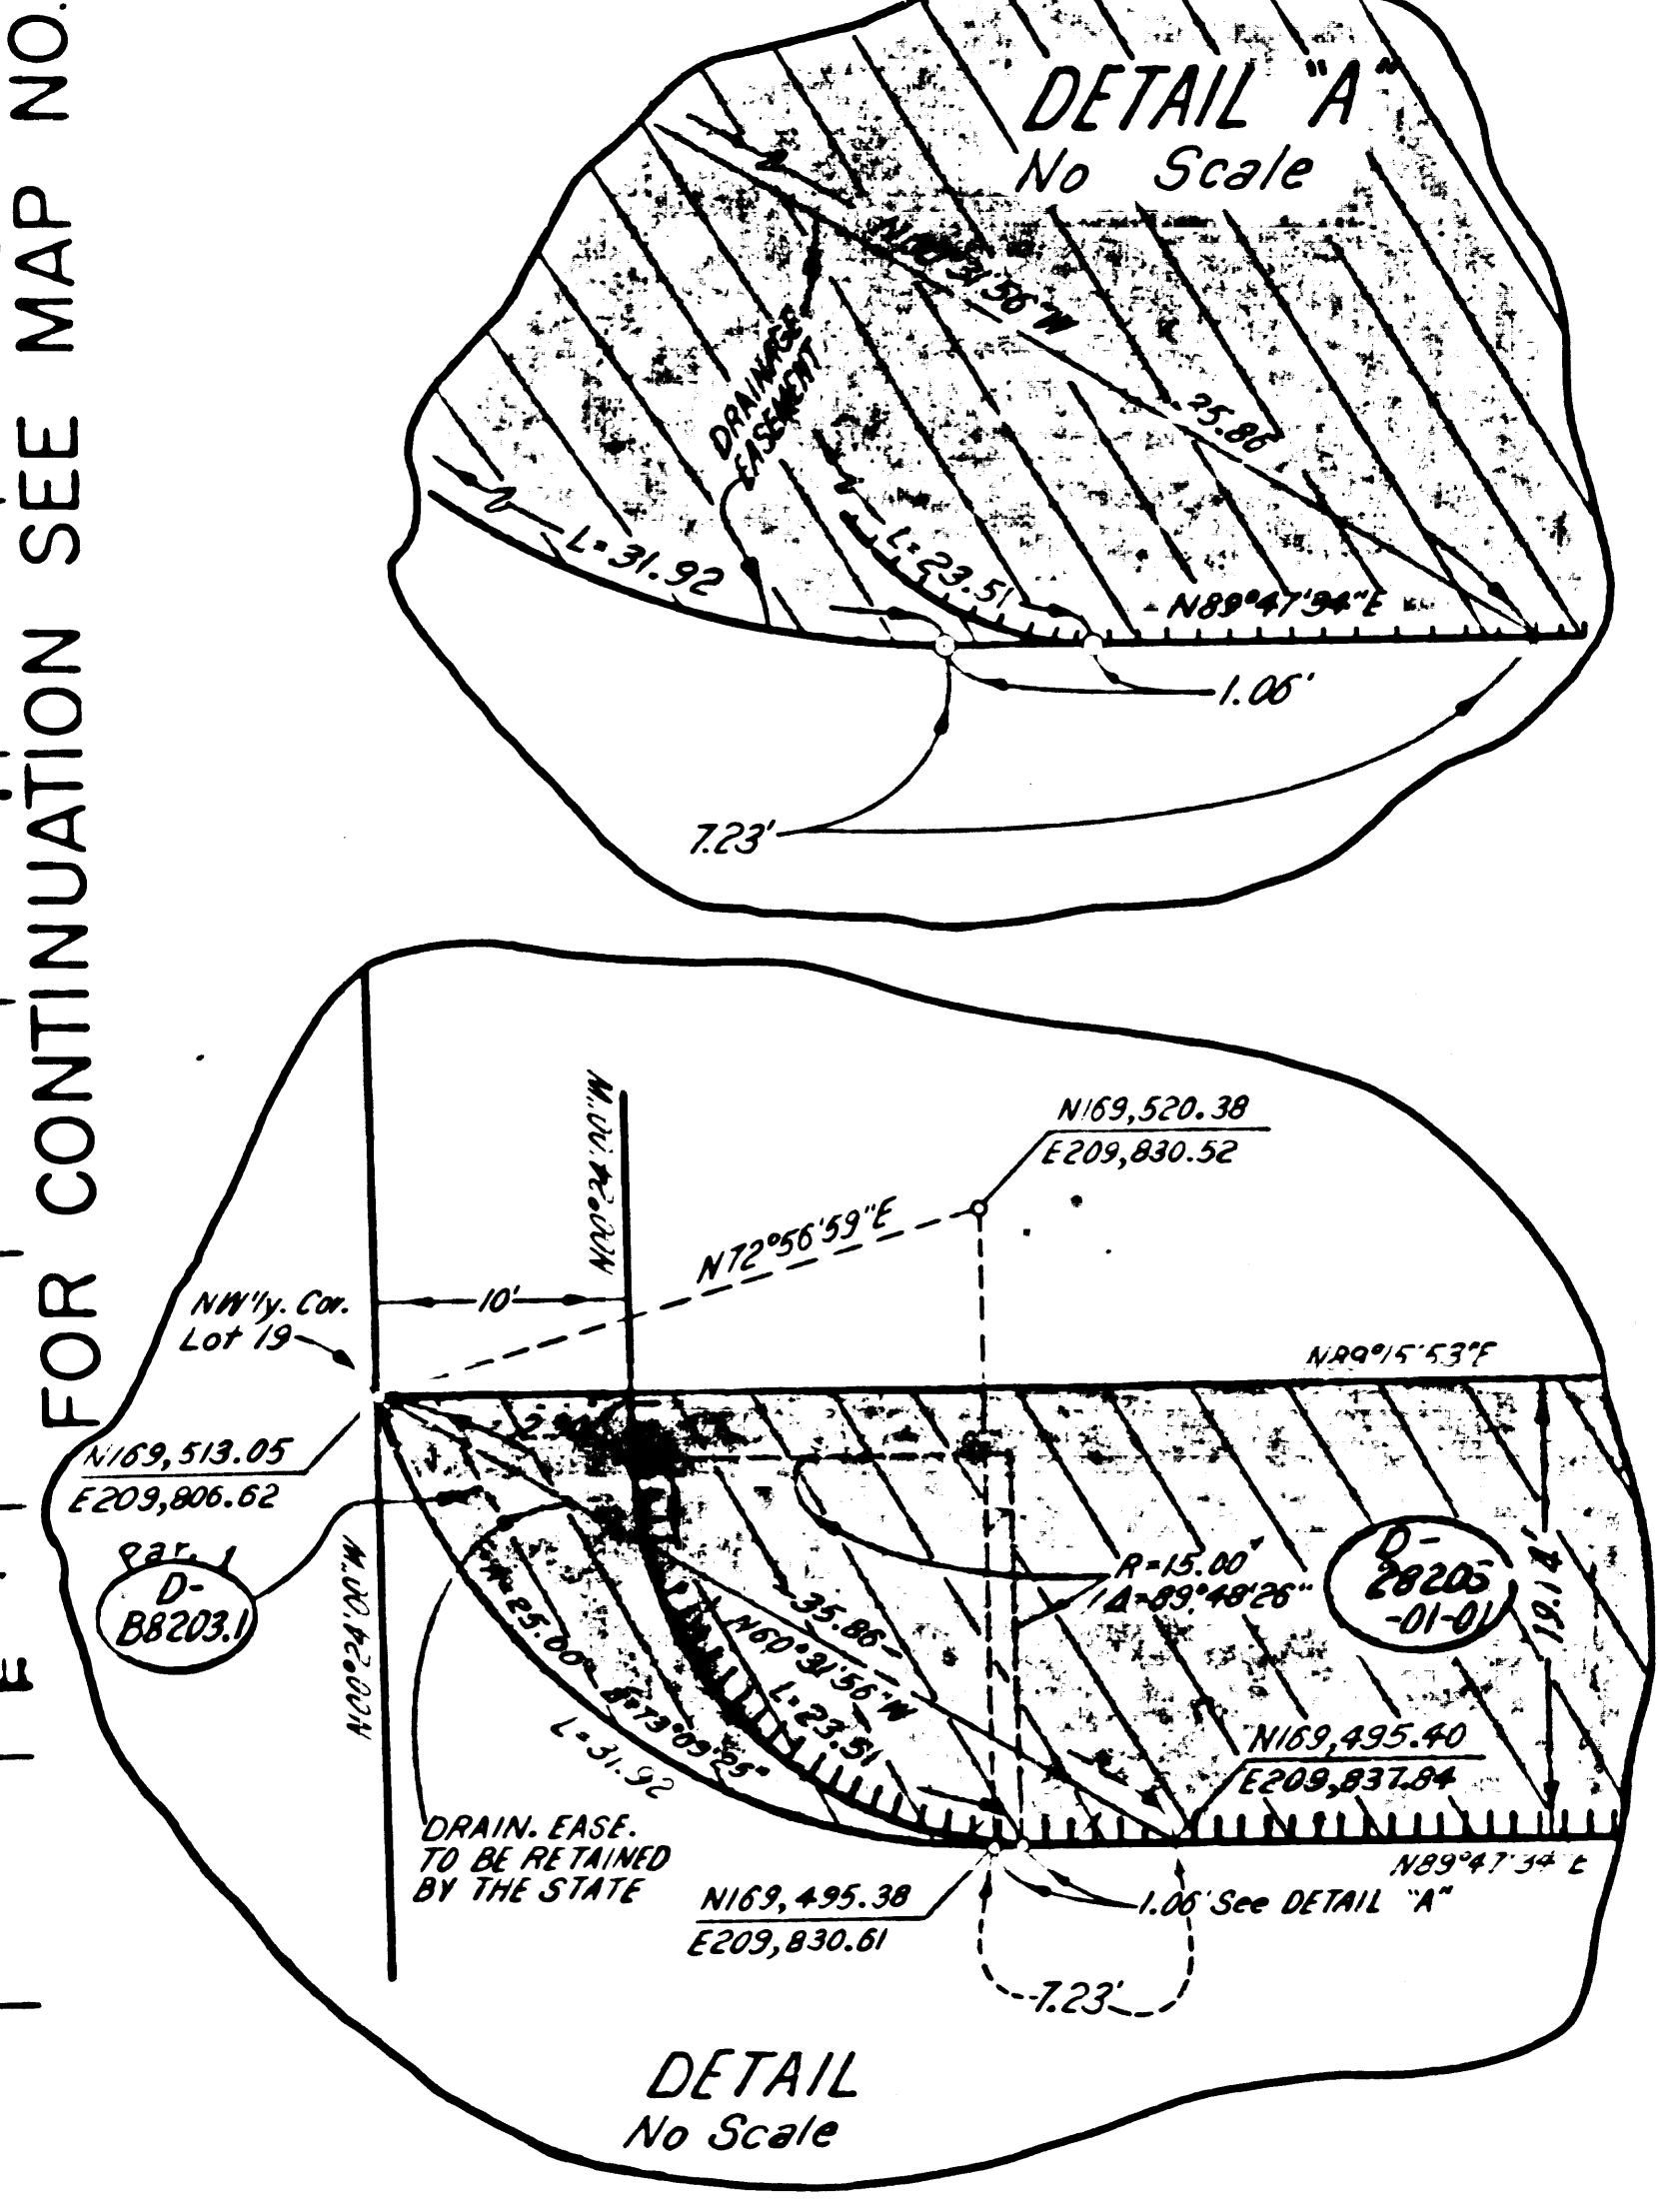 FOR CONTINUATION SEE MAP NO.
DETAIL "A"
No Scale
DRAINAGE
EASEMENT
25.86
L=31.92
L=23.51
N89°47'34"E
1.06'
7.23'
N169,520.38
E209,830.52
N72°56'59"E
NW'ly. Cor.
Lot 19
10'
N89°15'53"E
N169,513.05
E209,806.62
Par. 1
D-
B8203.1
R=15.00'
Δ=89°48'26"
D-
28205
-01-01
19.14'
35.86
N60°31'56"W
L=23.51
R=25.00'
Δ=73°09'25"
L=31.92
N169,495.40
E209,837.84
DRAIN. EASE.
TO BE RETAINED
BY THE STATE
N89°47'34"E
N169,495.38
E209,830.61
1.06' See DETAIL "A"
7.23'
DETAIL
No Scale